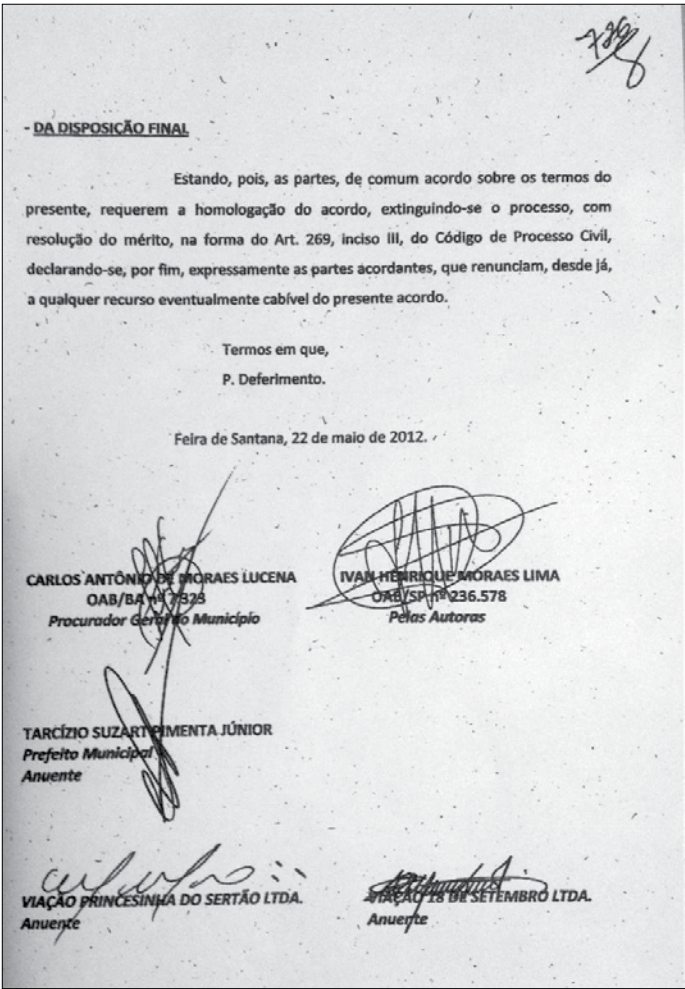 - DA DISPOSIÇÃO FINAL
Estando, pois, as partes, de comum acordo sobre os termos do
presente, requerem a homologação do acordo, extinguindo-se o processo, com
resolução do mérito, na forma do Art. 269, inciso III, do Código de Processo Civil,
declarando-se, por fim, expressamente as partes acordantes, que renunciam, desde já,
a qualquer recurso eventualmente cabível do presente acordo.
Termos em que,
P. Deferimento.
Feira de Santana, 22 de maio de 2012.
CARLOS ANTÔNIO DE MORAES LUCENA
OAB/BA nº 7.323
Procurador Geral do Município
IVAN HENRIQUE MORAES LIMA
OAB/SP nº 236.578
Pelas Autoras
TARCÍZIO SUZART PIMENTA JÚNIOR
Prefeito Municipal
Anuente
VIAÇÃO PRINCESINHA DO SERTÃO LTDA.
Anuente
VIAÇÃO 18 DE SETEMBRO LTDA.
Anuente